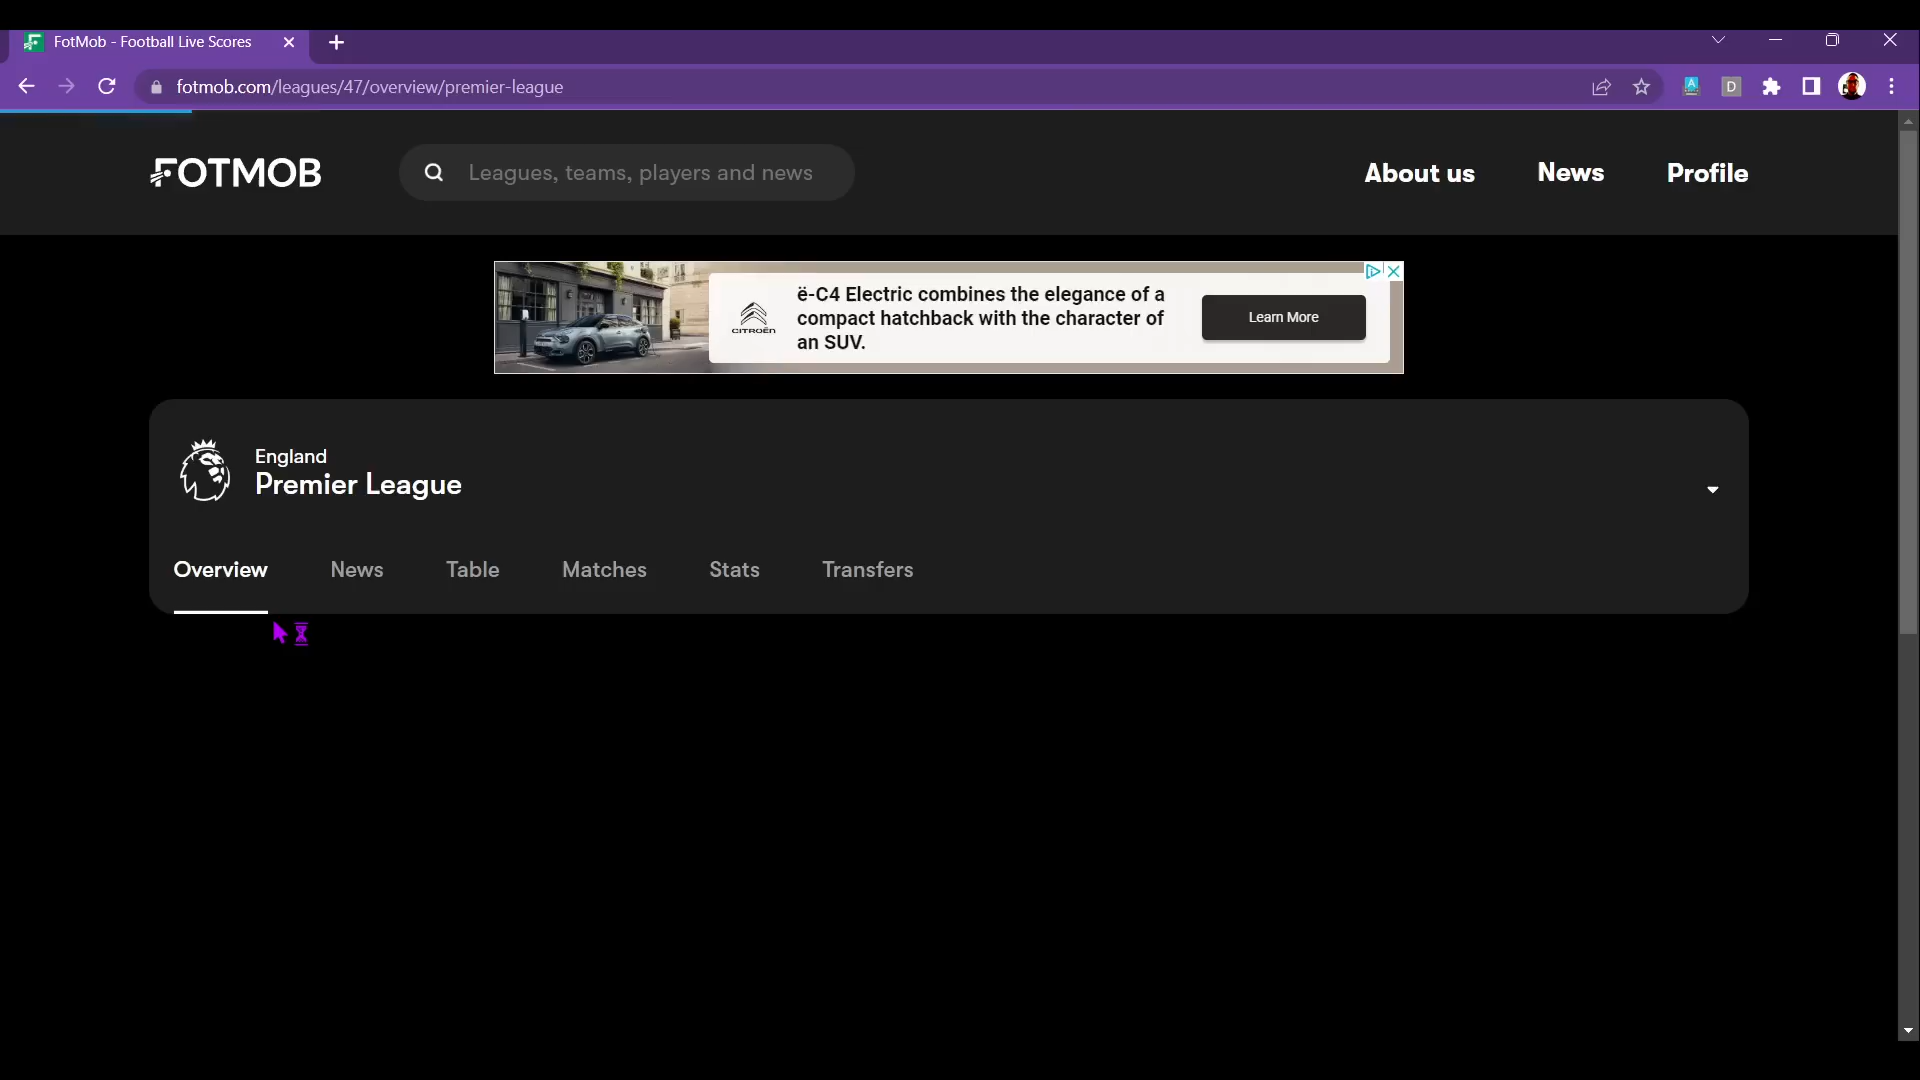 FotMob - Football Live Scores
fotmob.com/leagues/47/overview/premier-league
A
D
FOTMOB
Leagues, teams, players and news
About us
News
Profile
CITROËN
ë-C4 Electric combines the elegance of a
compact hatchback with the character of
an SUV.
Learn More
England
Premier League
Overview
News
Table
Matches
Stats
Transfers